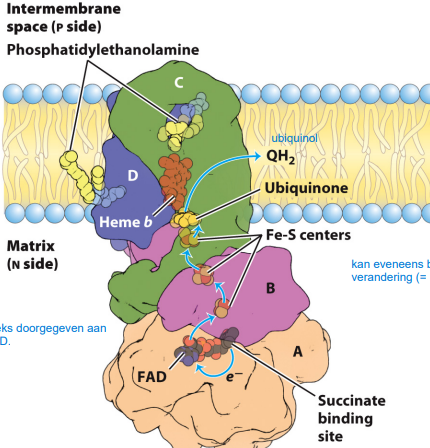 Intermembrane
space (P side)
Phosphatidylethanolamine
C
ubiquinol
QH2
D
Ubiquinone
Heme b
Fe-S centers
Matrix
(N side)
kan eveneens b
verandering (=
B
eks doorgegeven aan
D.
A
FAD
e
Succinate
binding
site